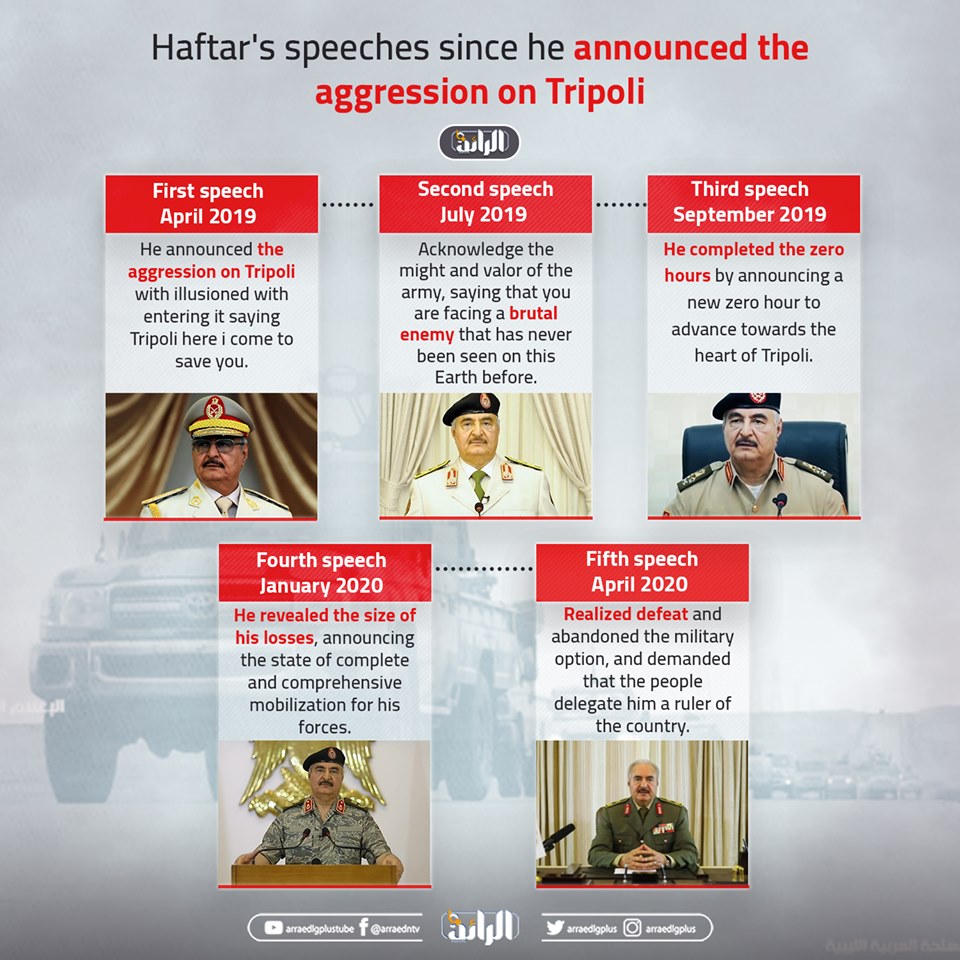 Haftar's speeches since he announced the
aggression on Tripoli
الرائد
First speech
April 2019
He announced the
aggression on Tripoli
with illusioned with
entering it saying
Tripoli here i come to
save you.
Second speech
July 2019
Acknowledge the
might and valor of the
army, saying that you
are facing a brutal
enemy that has never
been seen on this
Earth before.
Third speech
September 2019
He completed the zero
hours by announcing a
new zero hour to
advance towards the
heart of Tripoli.
Fourth speech
January 2020
He revealed the size of
his losses, announcing
the state of complete
and comprehensive
mobilization for his
forces.
Fifth speech
April 2020
Realized defeat and
abandoned the military
option, and demanded
that the people
delegate him a ruler of
the country.
arraedlgplustube @arraedntv الرائد arraedlgplus arraedlgplus